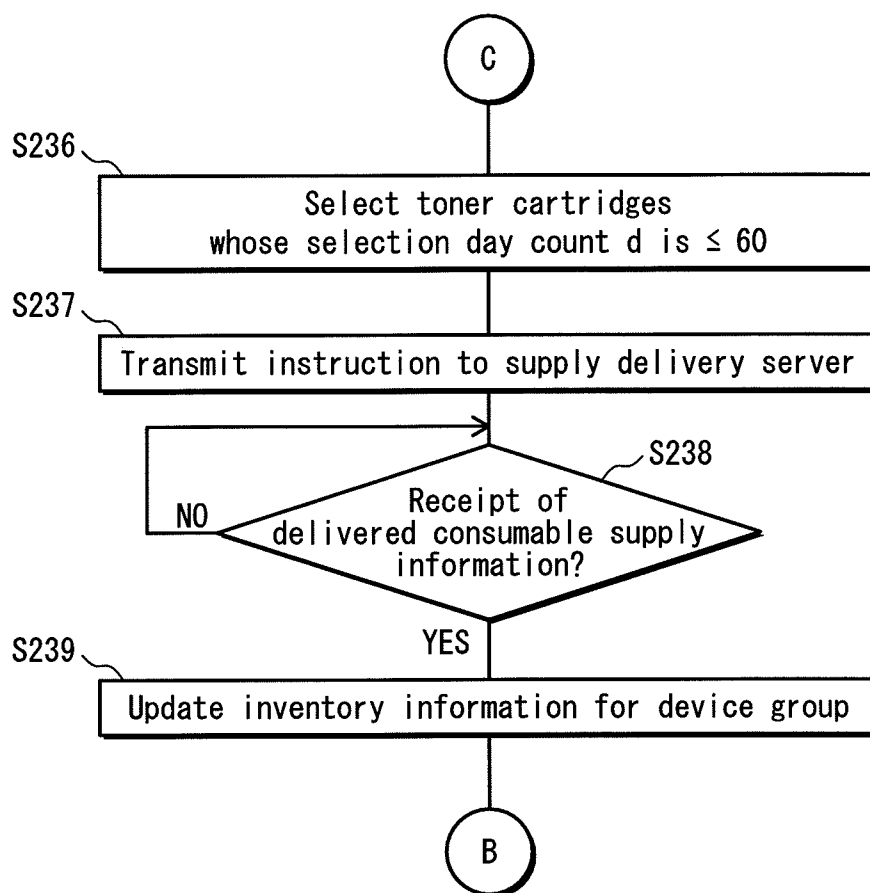 C
S236
Select toner cartridges
whose selection day count d is ≤ 60
S237
Transmit instruction to supply delivery server
S238
Receipt of
delivered consumable supply
information?
NO
YES
S239
Update inventory information for device group
B